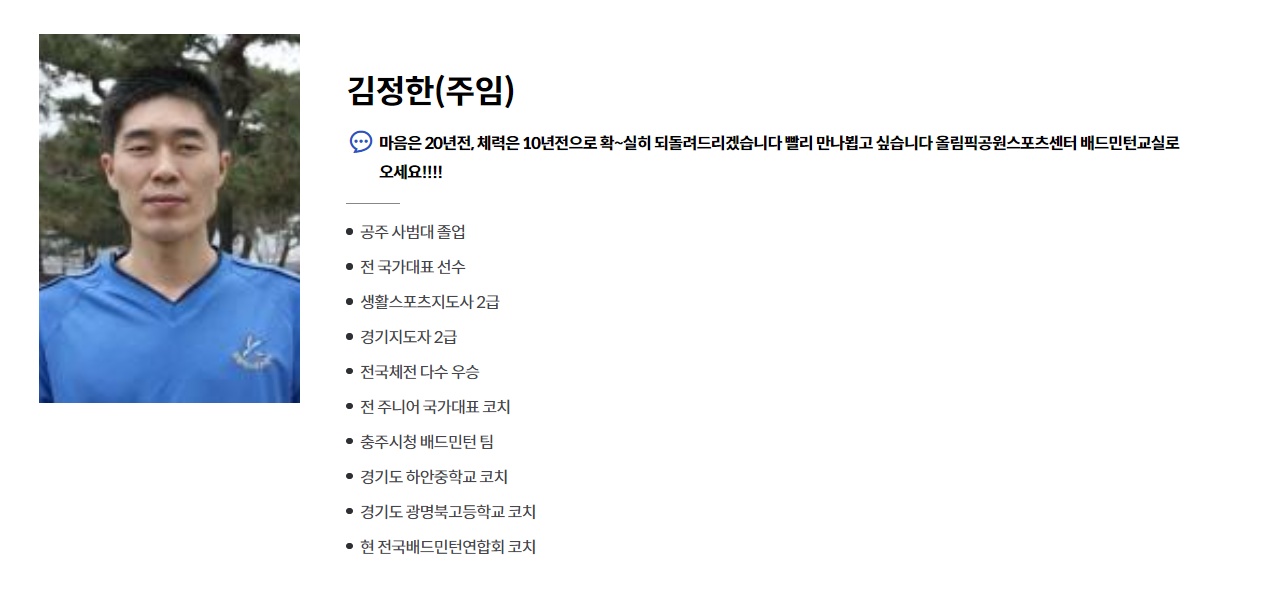 김정한(주임)
마음은 20년전, 체력은 10년전으로 확~실히 되돌려드리겠습니다 빨리 만나뵙고 싶습니다 올림픽공원스포츠센터 배드민턴교실로
오세요!!!!
공주 사범대 졸업
전 국가대표 선수
생활스포츠지도사 2급
경기지도자 2급
전국체전 다수 우승
전 주니어 국가대표 코치
충주시청 배드민턴 팀
경기도 하안중학교 코치
경기도 광명북고등학교 코치
현 전국배드민턴연합회 코치